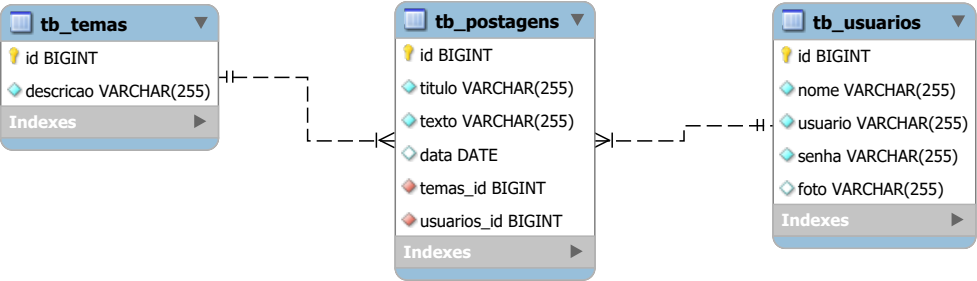 tb_temas
id BIGINT
descricao VARCHAR(255)
Indexes
tb_postagens
id BIGINT
titulo VARCHAR(255)
texto VARCHAR(255)
data DATE
temas_id BIGINT
usuarios_id BIGINT
Indexes
tb_usuarios
id BIGINT
nome VARCHAR(255)
usuario VARCHAR(255)
senha VARCHAR(255)
foto VARCHAR(255)
Indexes